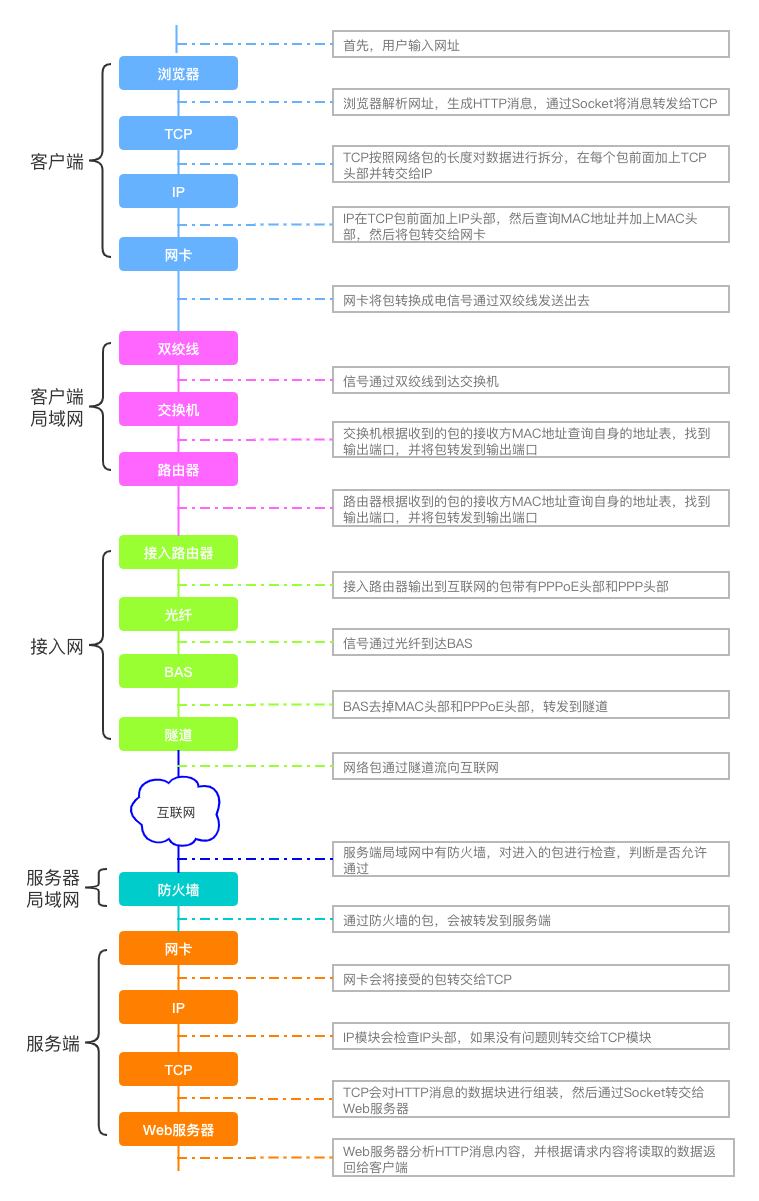 首先，用户输入网址
浏览器
浏览器解析网址，生成HTTP消息，通过Socket将消息转发给TCP
TCP
客户端
TCP按照网络包的长度对数据进行拆分，在每个包前面加上TCP
头部并转交给IP
IP
IP在TCP包前面加上IP头部，然后查询MAC地址并加上MAC头
部，然后将包转交给网卡
网卡
网卡将包转换成电信号通过双绞线发送出去
双绞线
信号通过双绞线到达交换机
客户端
局域网
交换机
交换机根据收到的包的接收方MAC地址查询自身的地址表，找到
输出端口，并将包转发到输出端口
路由器
路由器根据收到的包的接收方MAC地址查询自身的地址表，找到
输出端口，并将包转发到输出端口
接入路由器
接入路由器输出到互联网的包带有PPPoE头部和PPP头部
光纤
接入网
信号通过光纤到达BAS
BAS
BAS去掉MAC头部和PPPoE头部，转发到隧道
隧道
网络包通过隧道流向互联网
互联网
服务端局域网中有防火墙，对进入的包进行检查，判断是否允许
通过
服务器
局域网
防火墙
通过防火墙的包，会被转发到服务端
网卡
网卡会将接受的包转交给TCP
IP
服务端
IP模块会检查IP头部，如果没有问题则转交给TCP模块
TCP
TCP会对HTTP消息的数据块进行组装，然后通过Socket转交给
Web服务器
Web服务器
Web服务器分析HTTP消息内容，并根据请求内容将读取的数据返
回给客户端